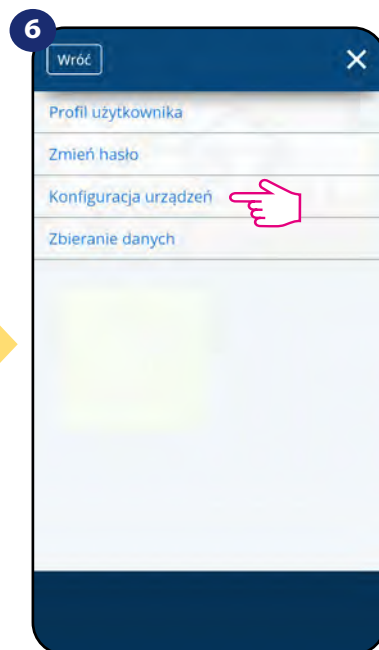 6
Wróć
Profil użytkownika
Zmień hasło
Konfiguracja urządzeń
Zbieranie danych